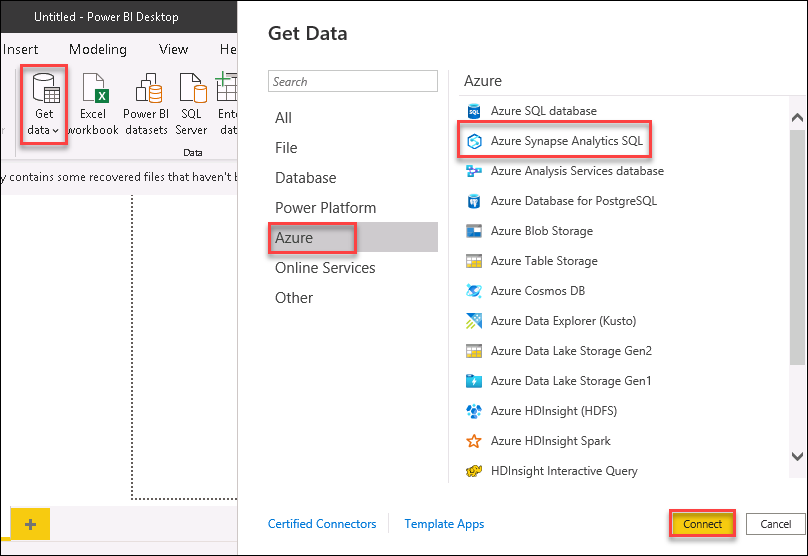 Untitled - Power BI Desktop
Insert Modeling View He
Get data
Excel workbook
Power BI datasets
SQL Server
Ente dat
Data
y contains some recovered files that haven't b
Get Data
Search
All
File
Database
Power Platform
Azure
Online Services
Other
Azure
Azure SQL database
Azure Synapse Analytics SQL
Azure Analysis Services database
Azure Database for PostgreSQL
Azure Blob Storage
Azure Table Storage
Azure Cosmos DB
Azure Data Explorer (Kusto)
Azure Data Lake Storage Gen2
Azure Data Lake Storage Gen1
Azure HDInsight (HDFS)
Azure HDInsight Spark
HDInsight Interactive Query
Certified Connectors
Template Apps
Connect
Cancel